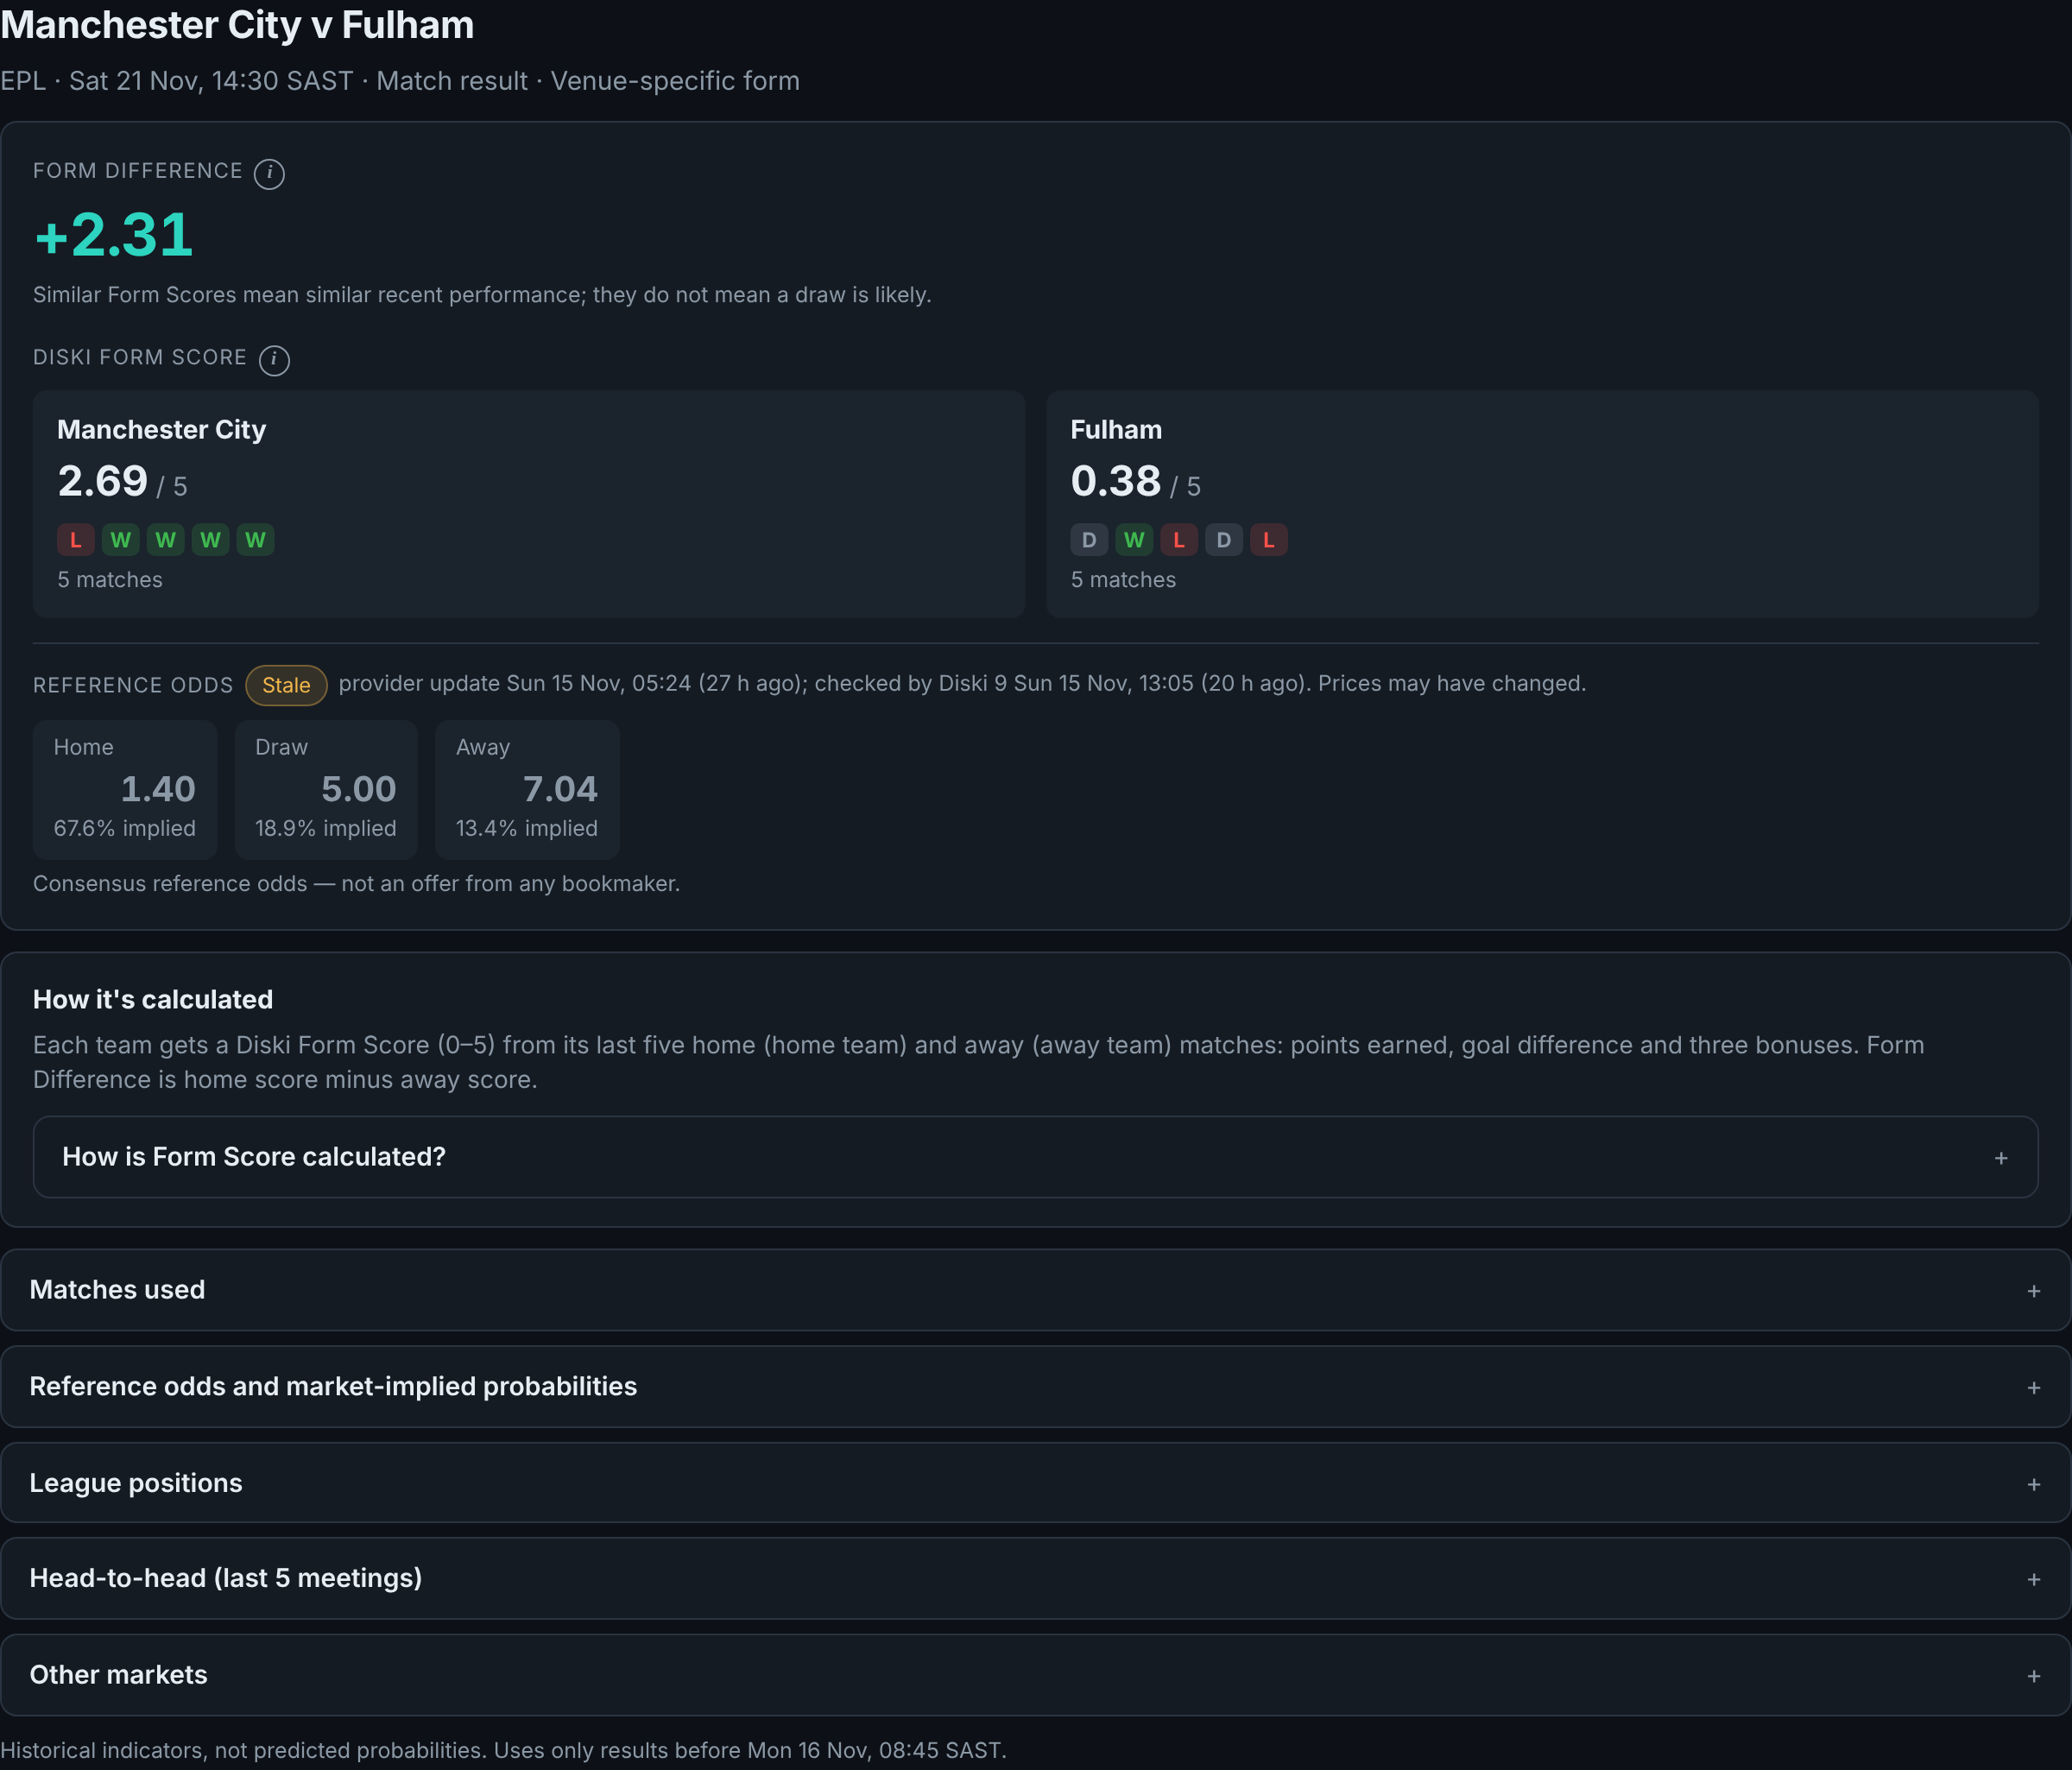 Manchester City v Fulham
EPL · Sat 21 Nov, 14:30 SAST · Match result · Venue-specific form
FORM DIFFERENCE i
+2.31
Similar Form Scores mean similar recent performance; they do not mean a draw is likely.
DISKI FORM SCORE i
Manchester City
2.69 / 5
L W W W W
5 matches
Fulham
0.38 / 5
D W L D L
5 matches
REFERENCE ODDS Stale provider update Sun 15 Nov, 05:24 (27 h ago); checked by Diski 9 Sun 15 Nov, 13:05 (20 h ago). Prices may have changed.
Home
1.40
67.6% implied
Draw
5.00
18.9% implied
Away
7.04
13.4% implied
Consensus reference odds — not an offer from any bookmaker.
How it's calculated
Each team gets a Diski Form Score (0–5) from its last five home (home team) and away (away team) matches: points earned, goal difference and three bonuses. Form
Difference is home score minus away score.
How is Form Score calculated? +
Matches used +
Reference odds and market-implied probabilities +
League positions +
Head-to-head (last 5 meetings) +
Other markets +
Historical indicators, not predicted probabilities. Uses only results before Mon 16 Nov, 08:45 SAST.